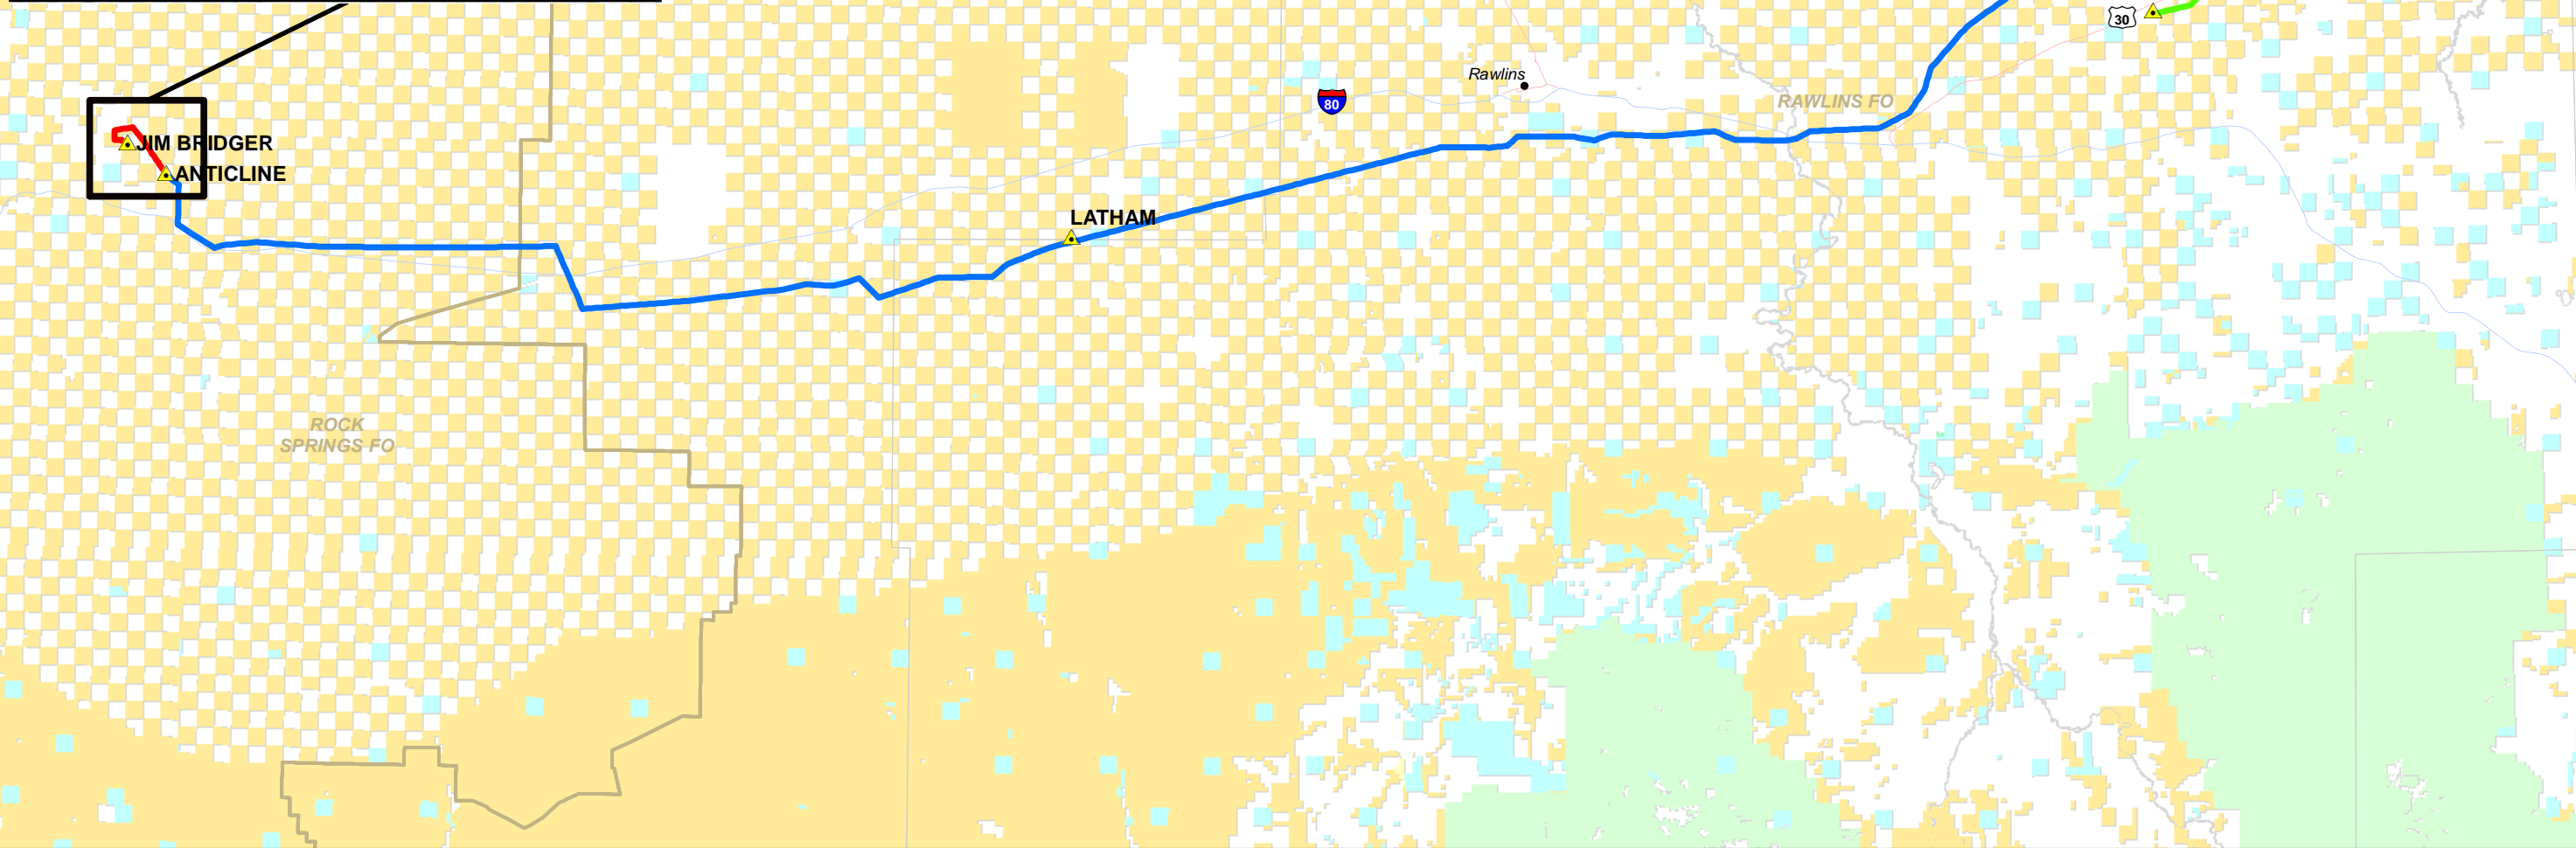 30
Rawlins
80
RAWLINS FO
JIM BRIDGER
ANTICLINE
LATHAM
ROCK
SPRINGS FO